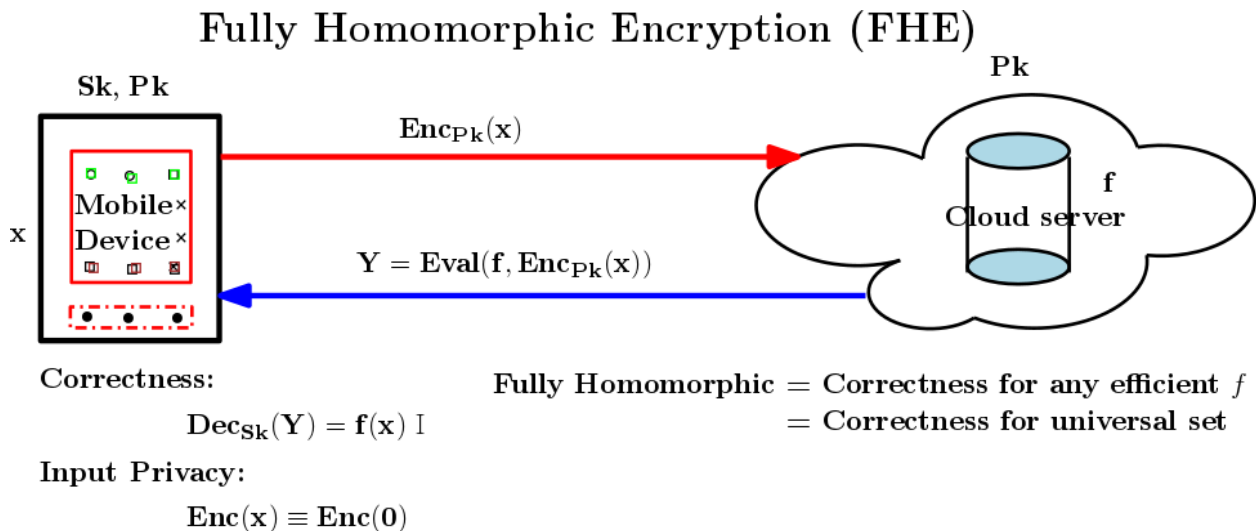 Fully Homomorphic Encryption (FHE)
Sk, Pk
Pk
Enc_Pk(x)
x
Mobile×
Device×
f
Cloud server
Y = Eval(f, Enc_Pk(x))
Correctness:
Dec_Sk(Y) = f(x) I
Input Privacy:
Enc(x) ≡ Enc(0)
Fully Homomorphic = Correctness for any efficient f
= Correctness for universal set